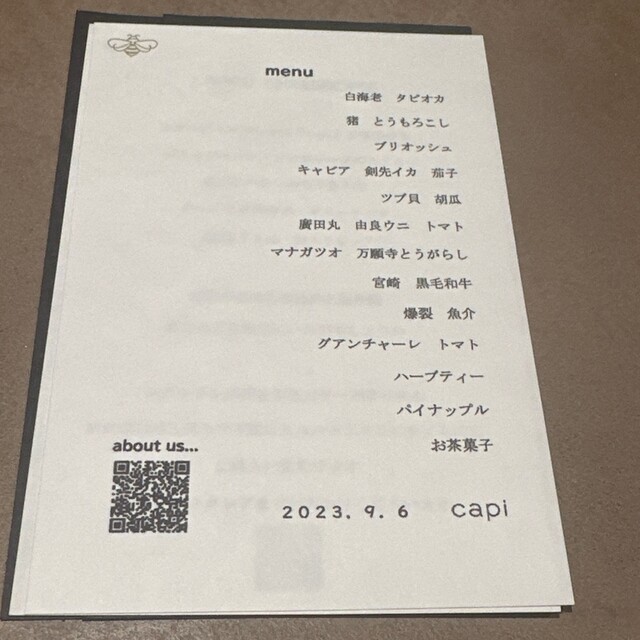 menu
白海老　タピオカ
猪　とうもろこし
ブリオッシュ
キャビア　剣先イカ　茄子
ツブ貝　胡瓜
廣田丸　由良ウニ　トマト
マナガツオ　万願寺とうがらし
宮崎　黒毛和牛
爆裂　魚介
グアンチャーレ　トマト
ハーブティー
パイナップル
お茶菓子
about us...
2023. 9. 6　capi